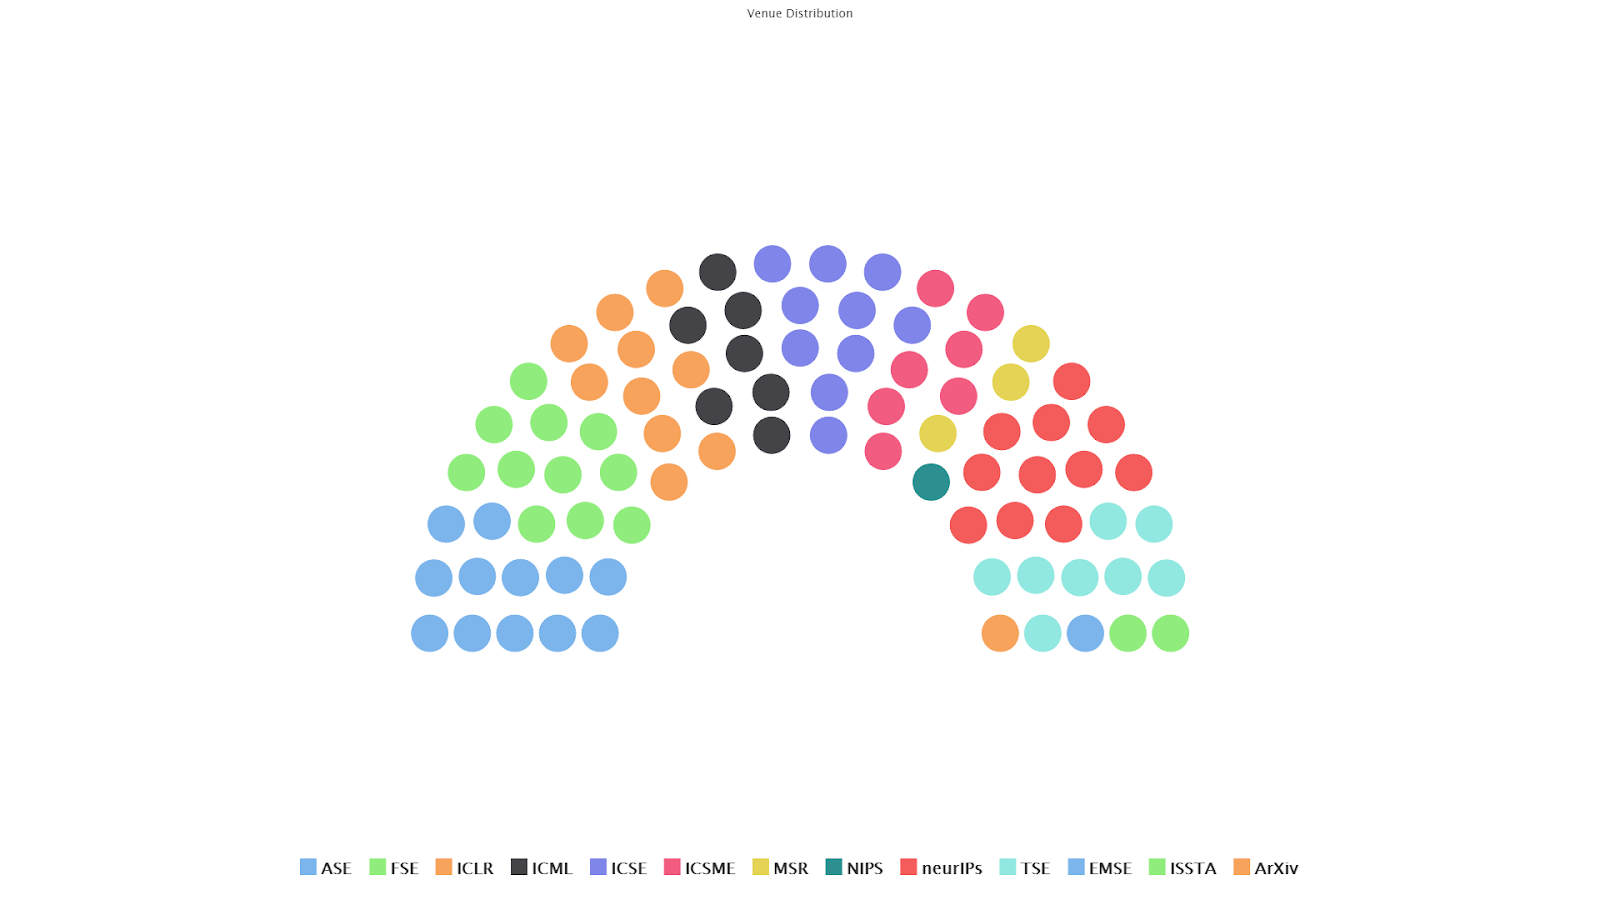 Venue Distribution
ASE FSE ICLR ICML ICSE ICSME MSR NIPS neurIPs TSE EMSE ISSTA ArXiv